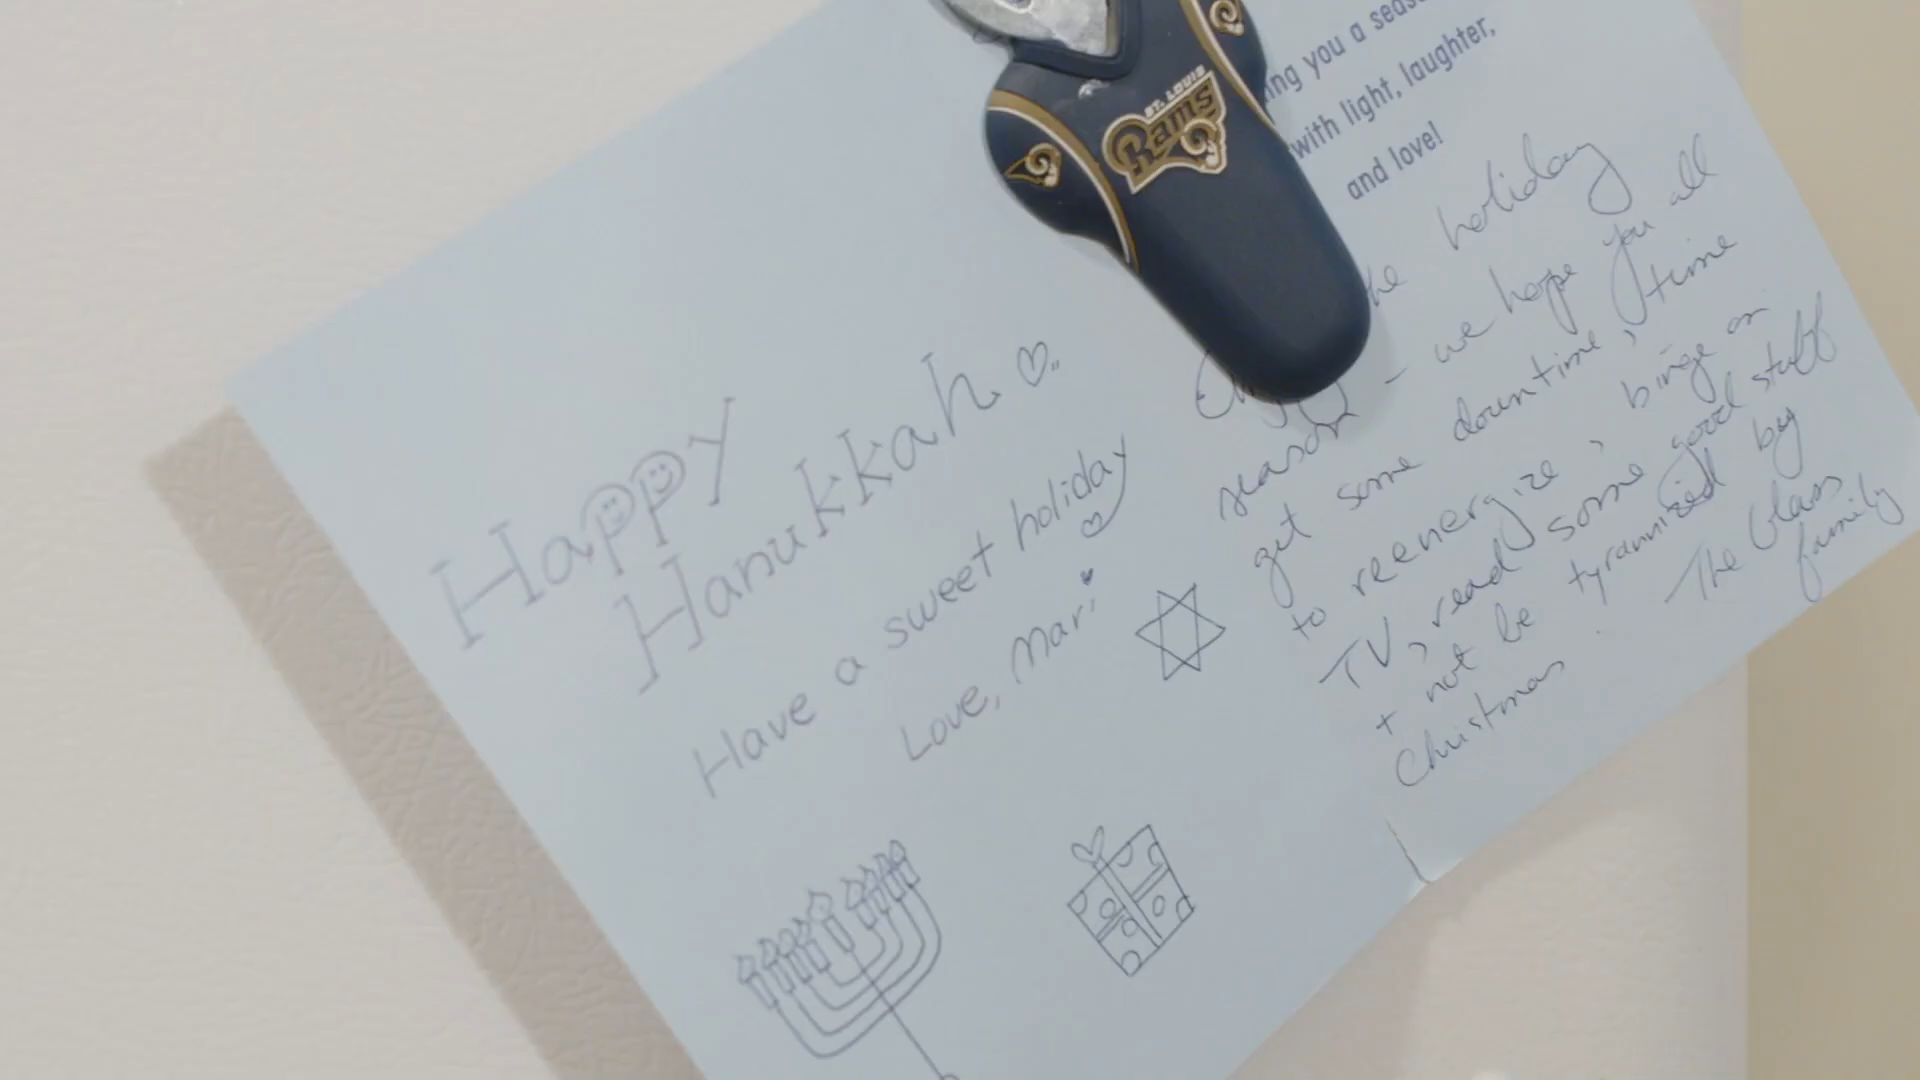 Happy
Hanukkah
Have a sweet holiday
Love, Mari
ST. LOUIS
Rams
you a
with light, laughter,
and love!
holiday
season - we hope you all
get some downtime, time
to reenergize, binge on
TV, read some good stuff
+ not be tyrannized by
Christmas.
The Glass
family